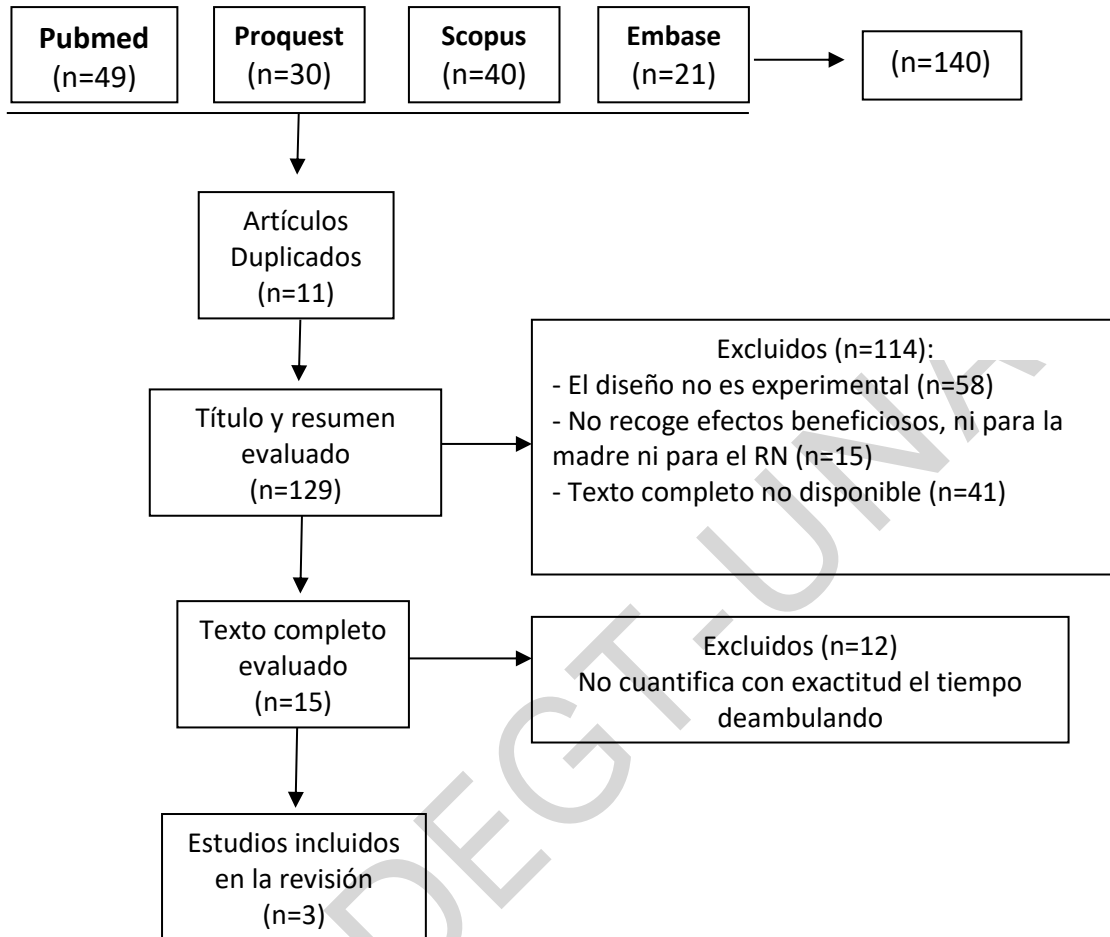 Pubmed
(n=49)
Proquest
(n=30)
Scopus
(n=40)
Embase
(n=21)
(n=140)
Artículos
Duplicados
(n=11)
Título y resumen
evaluado
(n=129)
Excluidos (n=114):
- El diseño no es experimental (n=58)
- No recoge efectos beneficiosos, ni para la
madre ni para el RN (n=15)
- Texto completo no disponible (n=41)
Texto completo
evaluado
(n=15)
Excluidos (n=12)
No cuantifica con exactitud el tiempo
deambulando
Estudios incluidos
en la revisión
(n=3)